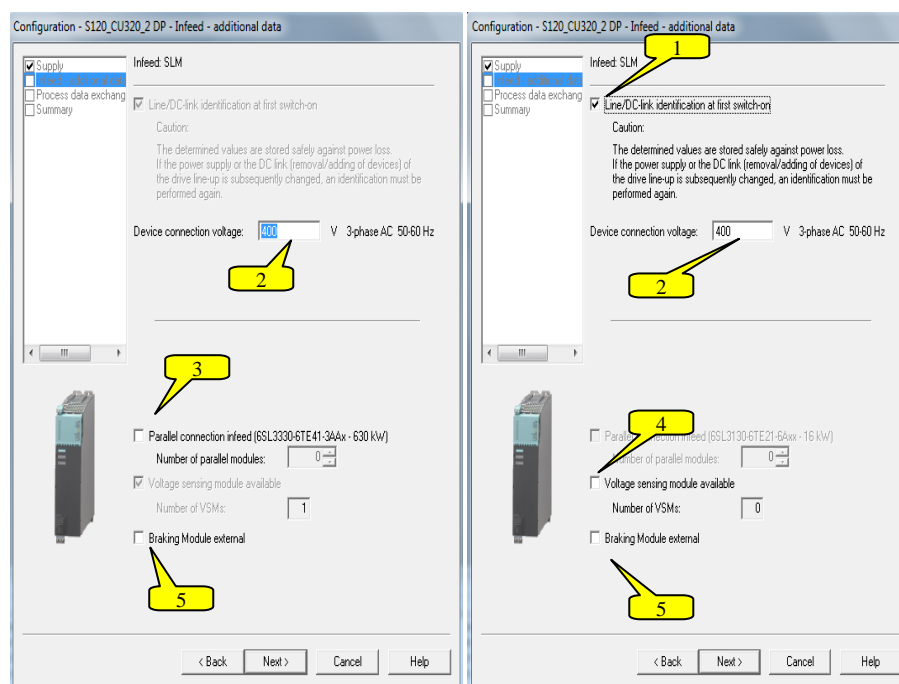 Configuration - S120_CU320_2 DP - Infeed - additional data
Supply
Infeed - additional data
Process data exchang
Summary
Infeed: SLM
Line/DC-link identification at first switch-on
Caution:
The determined values are stored safely against power loss.
If the power supply or the DC link (removal/adding of devices) of
the drive line-up is subsequently changed, an identification must be
performed again.
Device connection voltage: 400 V 3-phase AC 50-60 Hz
2
3
Parallel connection infeed (6SL3330-6TE41-3AAx - 630 kW)
Number of parallel modules: 0
Voltage sensing module available
Number of VSMs: 1
Braking Module external
5
< Back Next > Cancel Help
Configuration - S120_CU320_2 DP - Infeed - additional data
1
Supply
Process data exchang
Summary
Infeed: SLM
Line/DC-link identification at first switch-on
Caution:
The determined values are stored safely against power loss.
If the power supply or the DC link (removal/adding of devices) of
the drive line-up is subsequently changed, an identification must be
performed again.
Device connection voltage: 400 V 3-phase AC 50-60 Hz
2
4
infeed (6SL3130-6TE21-6Axx - 16 kW)
of parallel modules: 0
Voltage sensing module available
Number of VSMs: 0
Braking Module external
5
< Back Next > Cancel Help